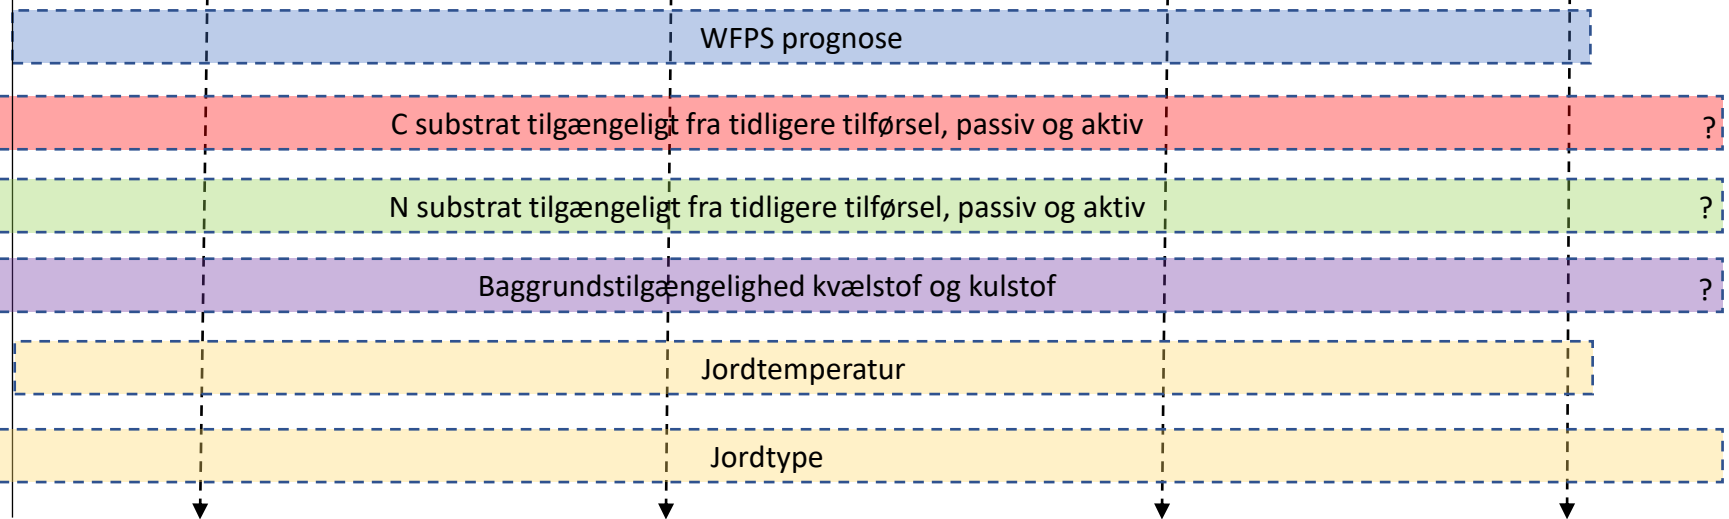 WFPS prognose
C substrat tilgængeligt fra tidligere tilførsel, passiv og aktiv ?
N substrat tilgængeligt fra tidligere tilførsel, passiv og aktiv ?
Baggrundstilgængelighed kvælstof og kulstof ?
Jordtemperatur
Jordtype